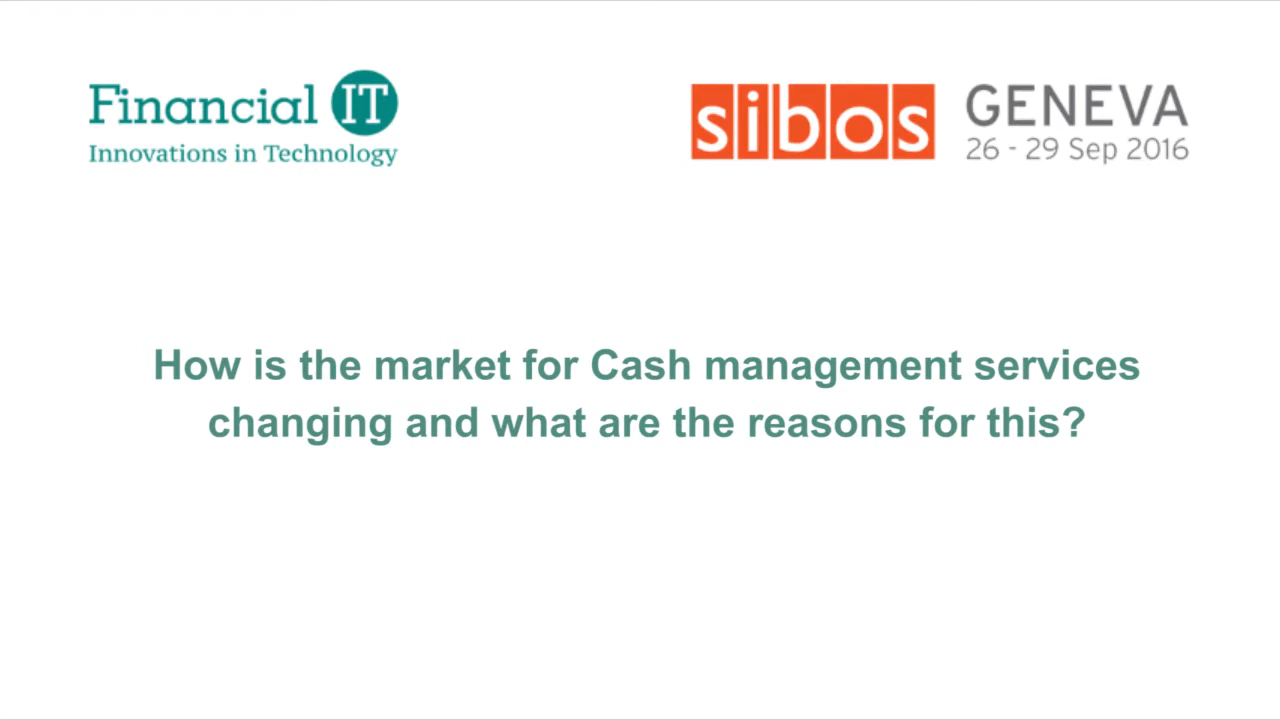 Financial IT
Innovations in Technology
sibos
GENEVA
26 - 29 Sep 2016
How is the market for Cash management services
changing and what are the reasons for this?